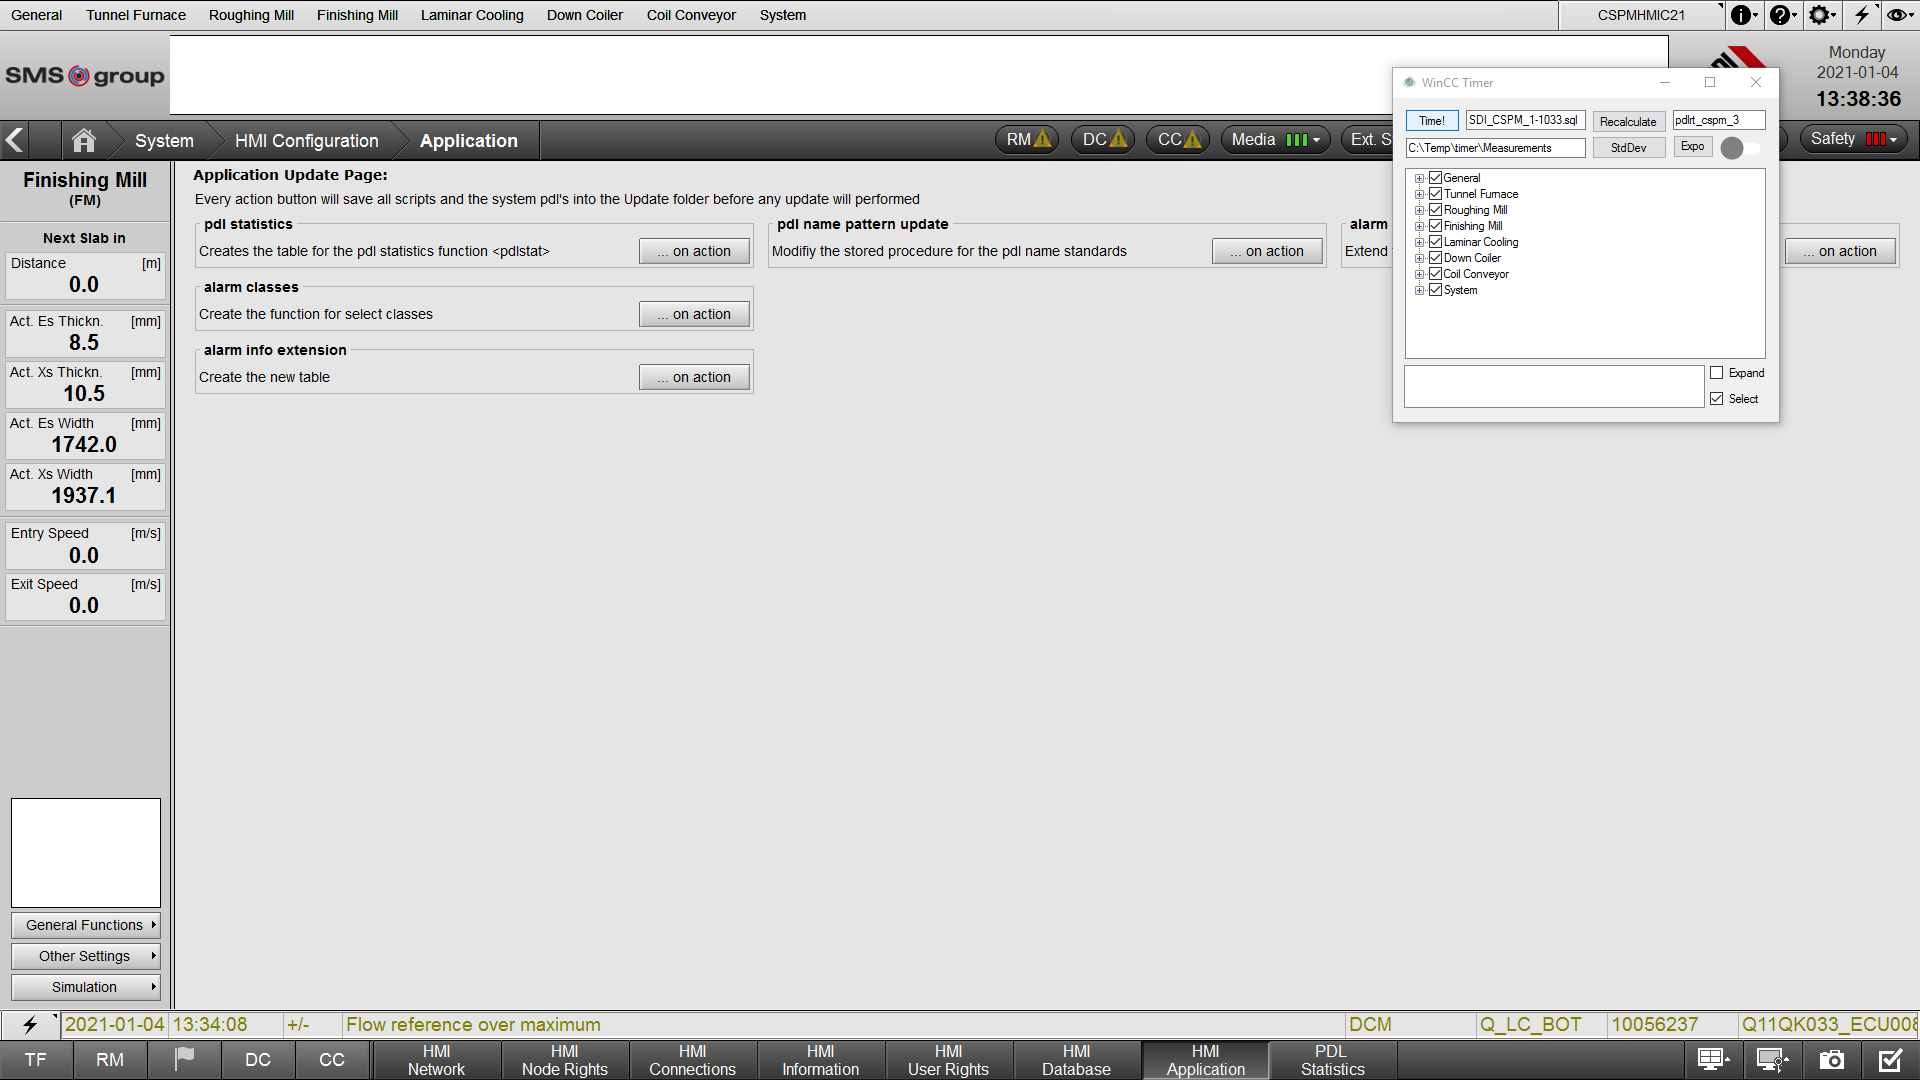 General Tunnel Furnace Roughing Mill Finishing Mill Laminar Cooling Down Coiler Coil Conveyor System CSPMHMIC21
SMS group
Monday
2021-01-04
13:38:36
System HMI Configuration Application RM DC CC Media Ext. S Safety
WinCC Timer
Time! SDI_CSPM_1-1033.sql Recalculate pdlrt_cspm_3
C:\Temp\timer\Measurements StdDev Expo
General
Tunnel Furnace
Roughing Mill
Finishing Mill
Laminar Cooling
Down Coiler
Coil Conveyor
System
Expand
Select
Finishing Mill
(FM)
Next Slab in
Distance [m]
0.0
Act. Es Thickn. [mm]
8.5
Act. Xs Thickn. [mm]
10.5
Act. Es Width [mm]
1742.0
Act. Xs Width [mm]
1937.1
Entry Speed [m/s]
0.0
Exit Speed [m/s]
0.0
General Functions
Other Settings
Simulation
Application Update Page:
Every action button will save all scripts and the system pdl's into the Update folder before any update will performed
pdl statistics
Creates the table for the pdl statistics function <pdlstat> ... on action
pdl name pattern update
Modifiy the stored procedure for the pdl name standards ... on action
alarm
Extend ... on action
alarm classes
Create the function for select classes ... on action
alarm info extension
Create the new table ... on action
2021-01-04 13:34:08 +/- Flow reference over maximum DCM Q_LC_BOT 10056237 Q11QK033_ECU008
TF RM DC CC
HMI Network
HMI Node Rights
HMI Connections
HMI Information
HMI User Rights
HMI Database
HMI Application
PDL Statistics